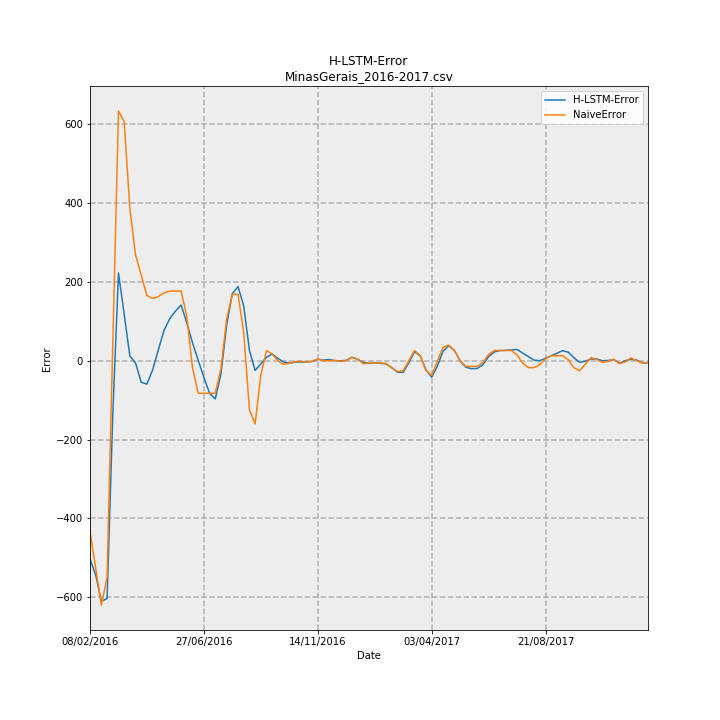 H-LSTM-Error
MinasGerais_2016-2017.csv
H-LSTM-Error
NaiveError
600
400
200
0
−200
−400
−600
Error
08/02/2016
27/06/2016
14/11/2016
03/04/2017
21/08/2017
Date